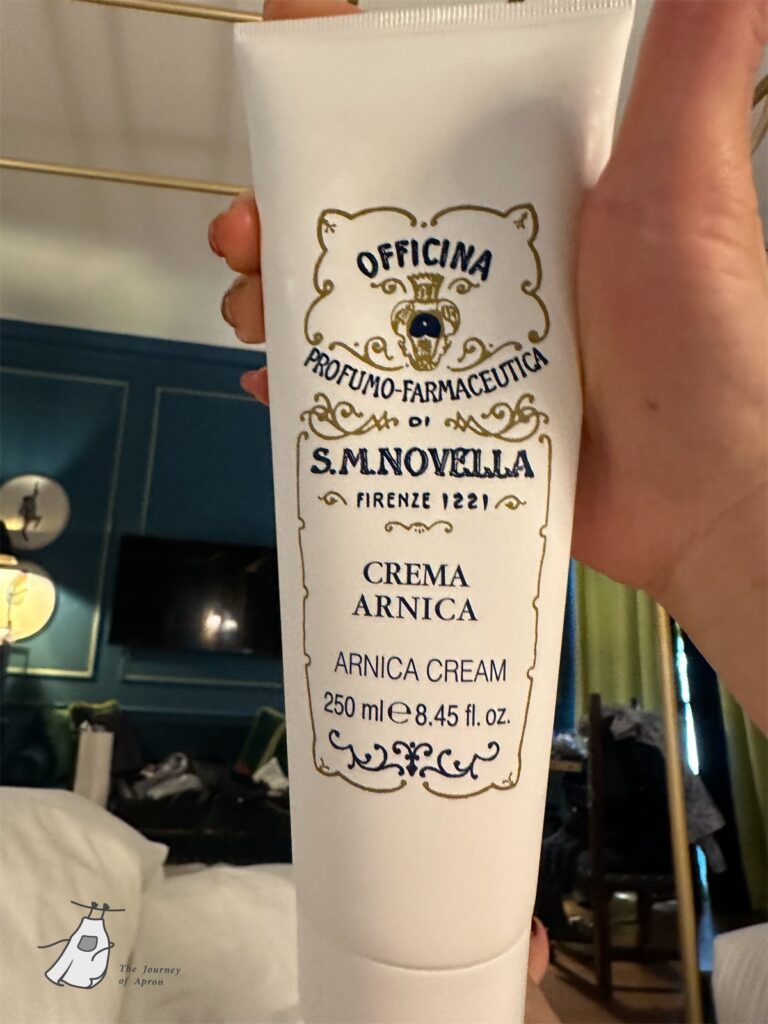 OFFICINA
PROFUMO-FARMACEUTICA
DI
S.M.NOVELLA
FIRENZE 1221
CREMA
ARNICA
ARNICA CREAM
250 ml ℮ 8.45 fl. oz.
The Journey
of Apron